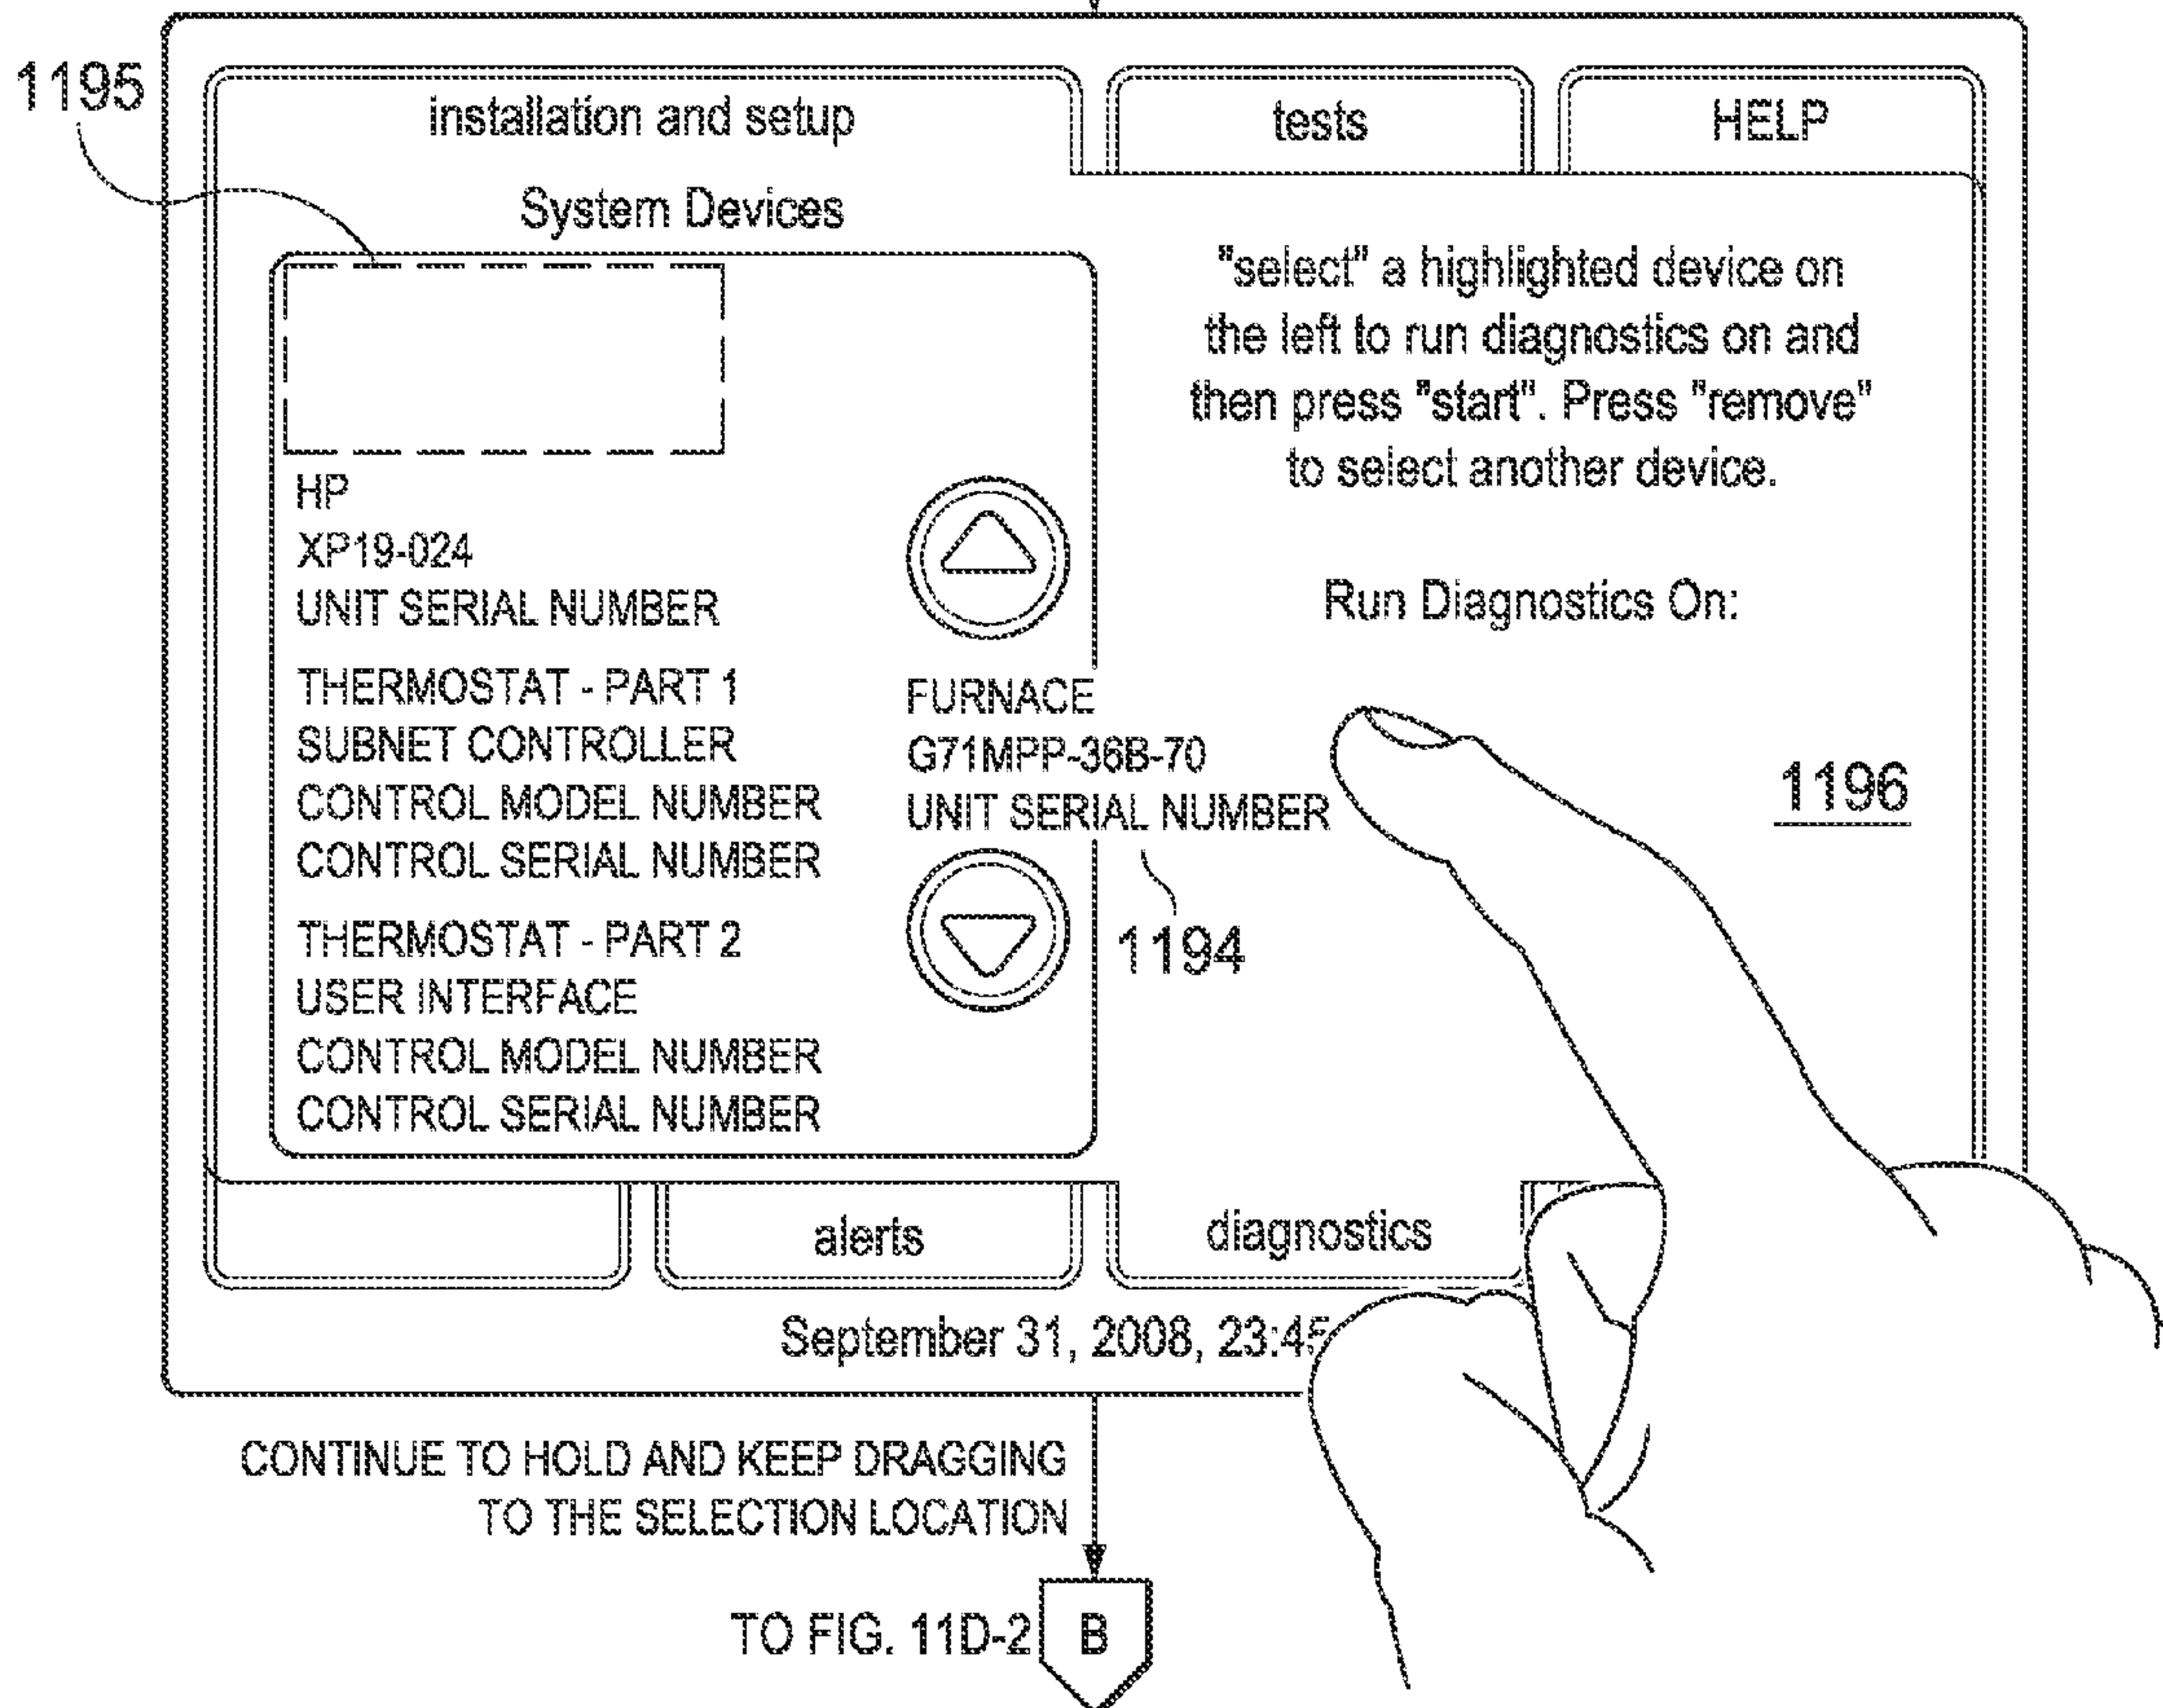 1195
installation and setup
tests
HELP
System Devices
"select" a highlighted device on
the left to run diagnostics on and
then press "start". Press "remove"
to select another device.
HP
XP19-024
UNIT SERIAL NUMBER
Run Diagnostics On:
THERMOSTAT - PART 1
SUBNET CONTROLLER
CONTROL MODEL NUMBER
CONTROL SERIAL NUMBER
FURNACE
G71MPP-36B-70
UNIT SERIAL NUMBER
1196
1194
THERMOSTAT - PART 2
USER INTERFACE
CONTROL MODEL NUMBER
CONTROL SERIAL NUMBER
alerts
diagnostics
September 31, 2008, 23:45
CONTINUE TO HOLD AND KEEP DRAGGING
TO THE SELECTION LOCATION
TO FIG. 11D-2
B